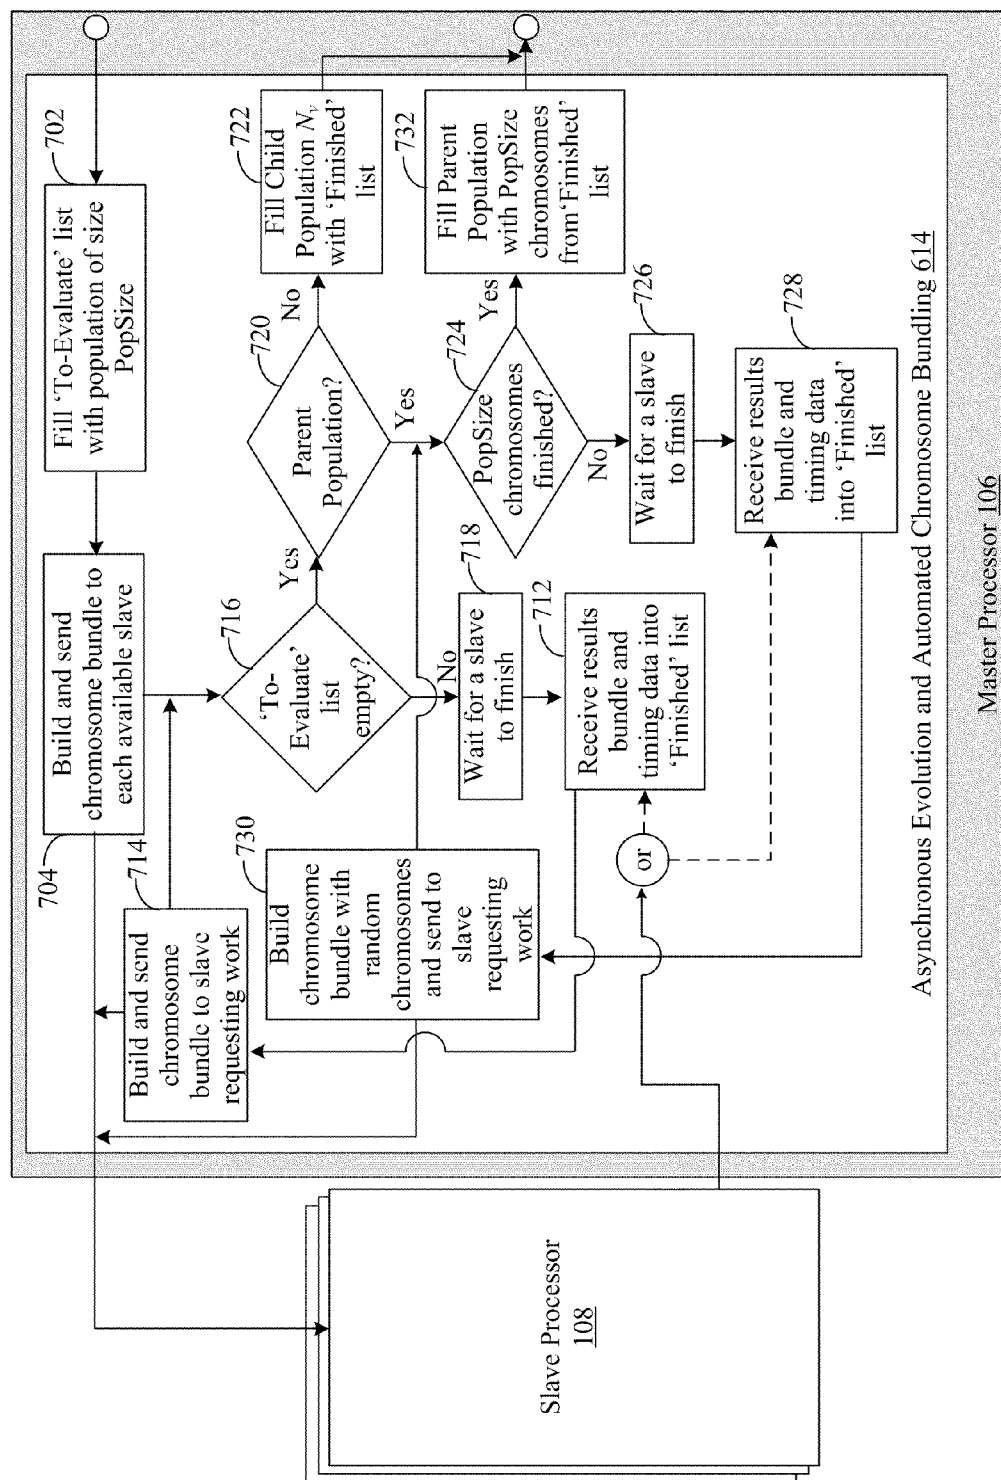 702
Fill 'To-Evaluate' list
with population of size
PopSize
704
Build and send
chromosome bundle to
each available slave
714
Build and send
chromosome
bundle to slave
requesting work
716
'To-
Evaluate'
list
empty?
Yes
No
720
Parent
Population?
No
Yes
722
Fill Child
Population Nv
with 'Finished'
list
724
PopSize
chromosomes
finished?
Yes
No
732
Fill Parent
Population
with PopSize
chromosomes
from'Finished'
list
718
Wait for a slave
to finish
712
Receive results
bundle and
timing data into
'Finished' list
726
Wait for a slave
to finish
728
Receive results
bundle and
timing data
into 'Finished'
list
730
Build
chromosome
bundle with
random
chromosomes
and send to
slave
requesting
work
or
Asynchronous Evolution and Automated Chromosome Bundling 614
Master Processor 106
Slave Processor
108